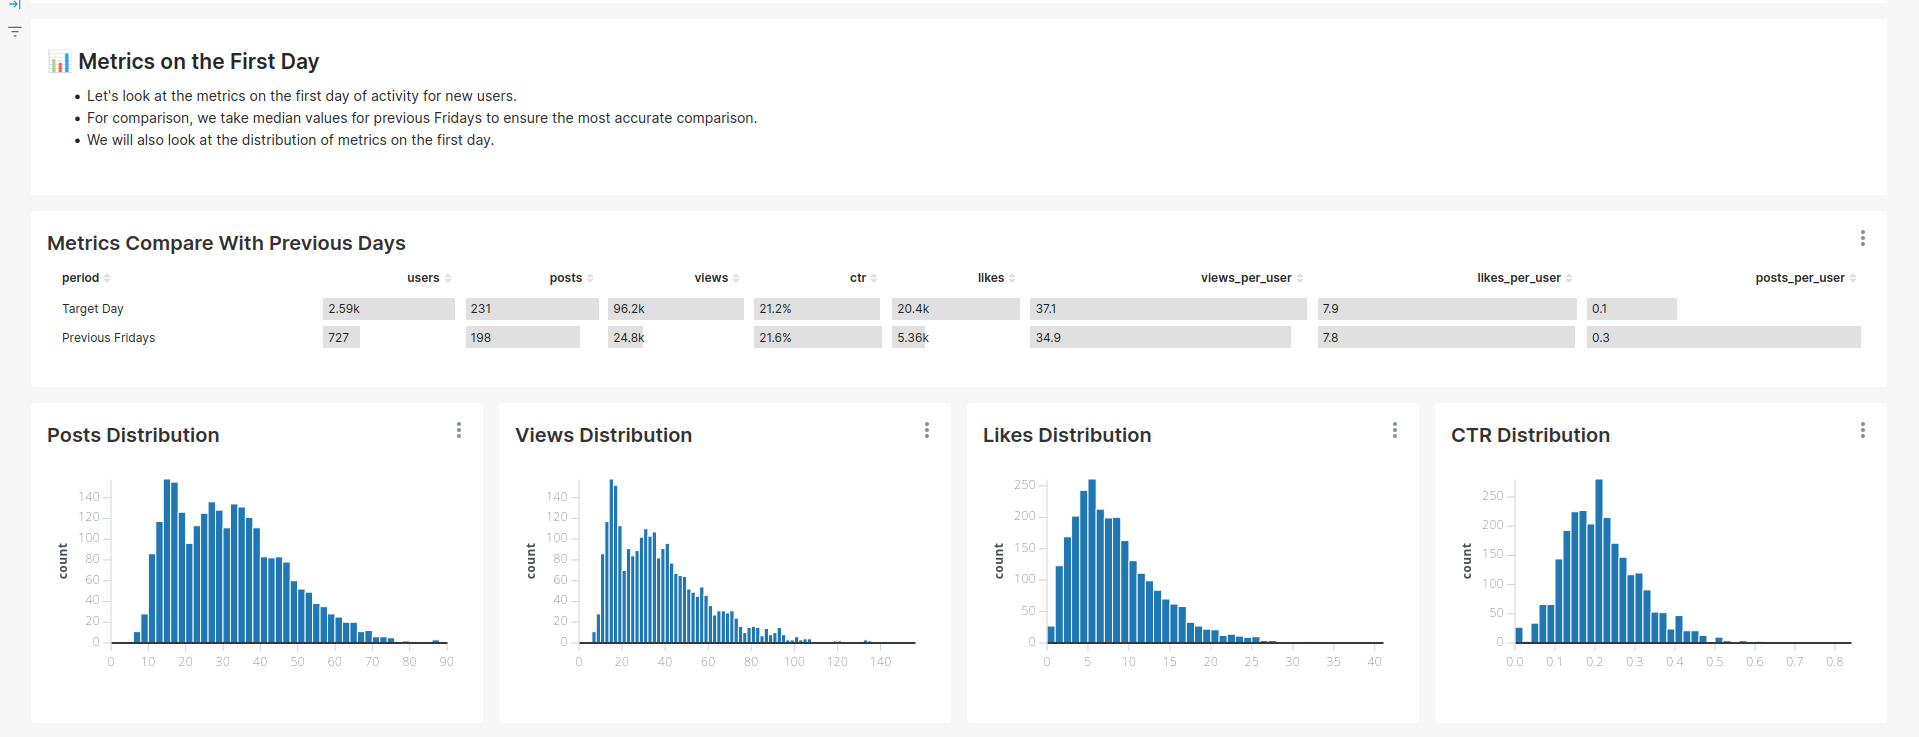 📊 Metrics on the First Day
• Let's look at the metrics on the first day of activity for new users.
• For comparison, we take median values for previous Fridays to ensure the most accurate comparison.
• We will also look at the distribution of metrics on the first day.
Metrics Compare With Previous Days
period users posts views ctr likes views_per_user likes_per_user posts_per_user
Target Day 2.59k 231 96.2k 21.2% 20.4k 37.1 7.9 0.1
Previous Fridays 727 198 24.8k 21.6% 5.36k 34.9 7.8 0.3
Posts Distribution
count
140
120
100
80
60
40
20
0
0 10 20 30 40 50 60 70 80 90
Views Distribution
count
140
120
100
80
60
40
20
0
0 20 40 60 80 100 120 140
Likes Distribution
count
250
200
150
100
50
0
0 5 10 15 20 25 30 35 40
CTR Distribution
count
250
200
150
100
50
0
0.0 0.1 0.2 0.3 0.4 0.5 0.6 0.7 0.8